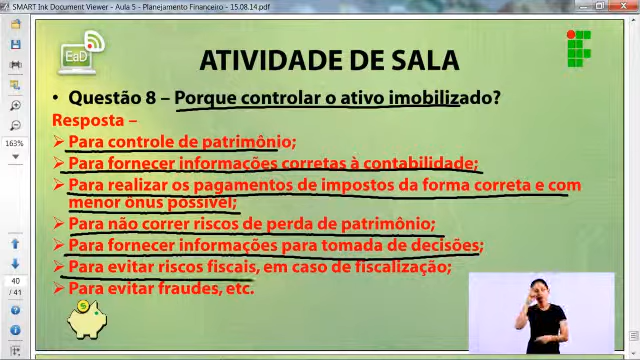 SMART Ink Document Viewer - Aula 5 - Planejamento Financeiro - 15.08.14.pdf
EaD
ATIVIDADE DE SALA
• Questão 8 – Porque controlar o ativo imobilizado?
Resposta –
Para controle de patrimônio;
Para fornecer informações corretas à contabilidade;
Para realizar os pagamentos de impostos da forma correta e com
menor ônus possível;
Para não correr riscos de perda de patrimônio;
Para fornecer informações para tomada de decisões;
Para evitar riscos fiscais, em caso de fiscalização;
Para evitar fraudes, etc.
163%
40
/ 41